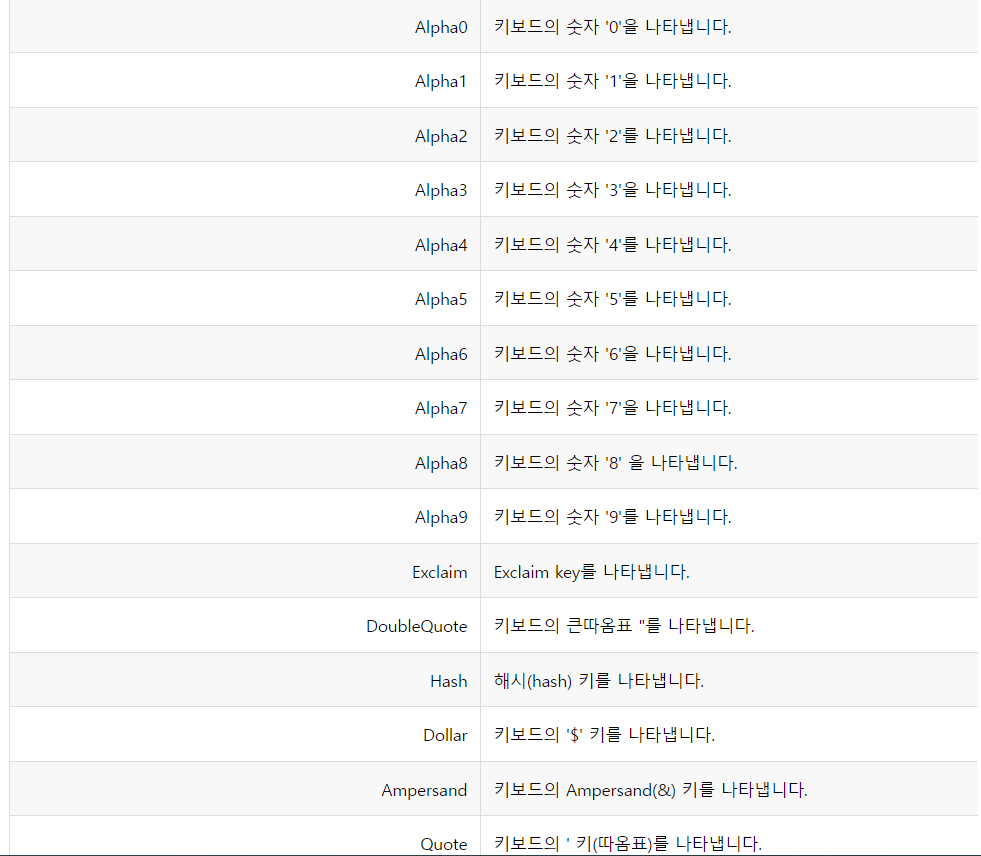 Alpha0 키보드의 숫자 '0'을 나타냅니다.
Alpha1 키보드의 숫자 '1'을 나타냅니다.
Alpha2 키보드의 숫자 '2'를 나타냅니다.
Alpha3 키보드의 숫자 '3'을 나타냅니다.
Alpha4 키보드의 숫자 '4'를 나타냅니다.
Alpha5 키보드의 숫자 '5'를 나타냅니다.
Alpha6 키보드의 숫자 '6'을 나타냅니다.
Alpha7 키보드의 숫자 '7'을 나타냅니다.
Alpha8 키보드의 숫자 '8' 을 나타냅니다.
Alpha9 키보드의 숫자 '9'를 나타냅니다.
Exclaim Exclaim key를 나타냅니다.
DoubleQuote 키보드의 큰따옴표 "를 나타냅니다.
Hash 해시(hash) 키를 나타냅니다.
Dollar 키보드의 '$' 키를 나타냅니다.
Ampersand 키보드의 Ampersand(&) 키를 나타냅니다.
Quote 키보드의 ' 키(따옴표)를 나타냅니다.